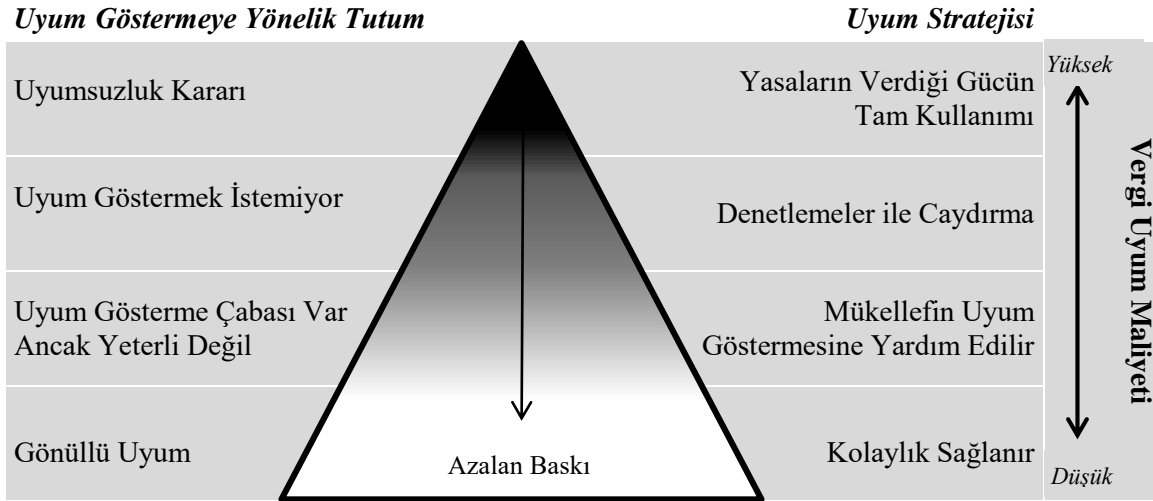 Uyum Göstermeye Yönelik Tutum
Uyum Stratejisi
Uyumsuzluk Kararı
Yasaların Verdiği Gücün
Tam Kullanımı
Yüksek
Uyum Göstermek İstemiyor
Denetlemeler ile Caydırma
Vergi Uyum Maliyeti
Uyum Gösterme Çabası Var
Ancak Yeterli Değil
Mükellefin Uyum
Göstermesine Yardım Edilir
Gönüllü Uyum
Azalan Baskı
Kolaylık Sağlanır
Düşük